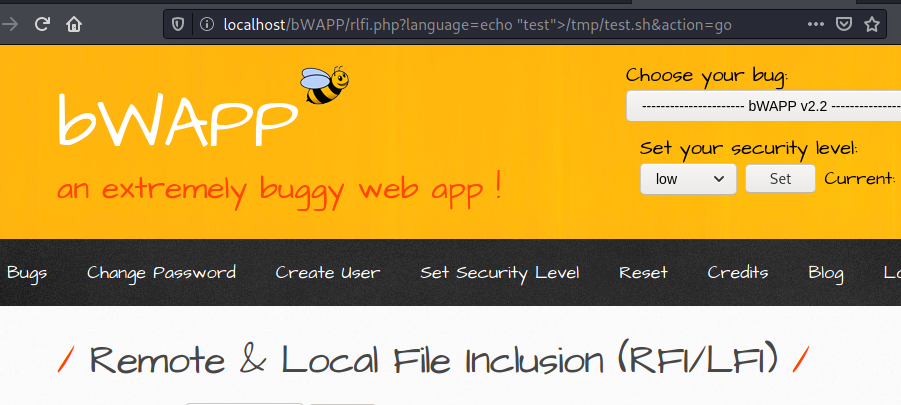 localhost/bWAPP/rlfi.php?language=echo "test">/tmp/test.sh&action=go
bWAPP
an extremely buggy web app !
Choose your bug:
--------------------- bWAPP v2.2 ---------------------
Set your security level:
low Set Current:
Bugs Change Password Create User Set Security Level Reset Credits Blog
/ Remote & Local File Inclusion (RFI/LFI) /